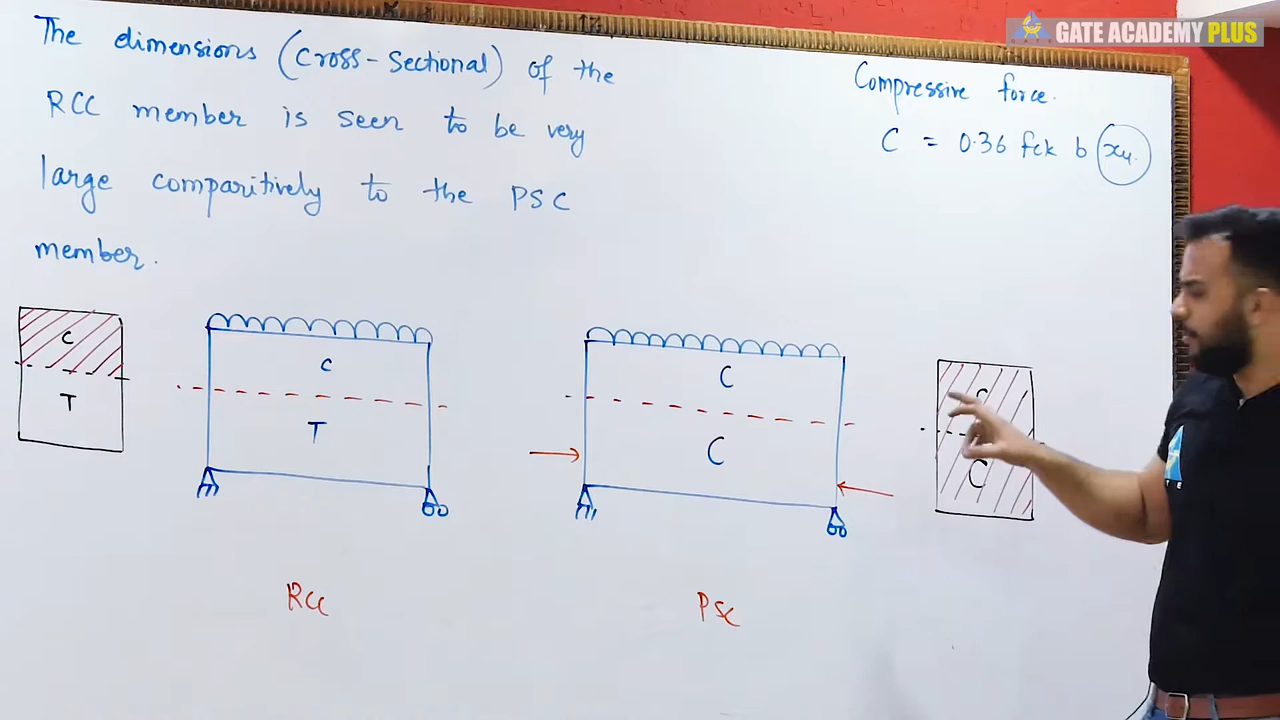 GATE ACADEMY PLUS
The dimensions (Cross-Sectional) of the
RCC member is seen to be very
large comparitively to the PSC
member.
Compressive force.
C = 0.36 fck b xu.
C
T
C
T
C
C
C
C
RCC
PSC